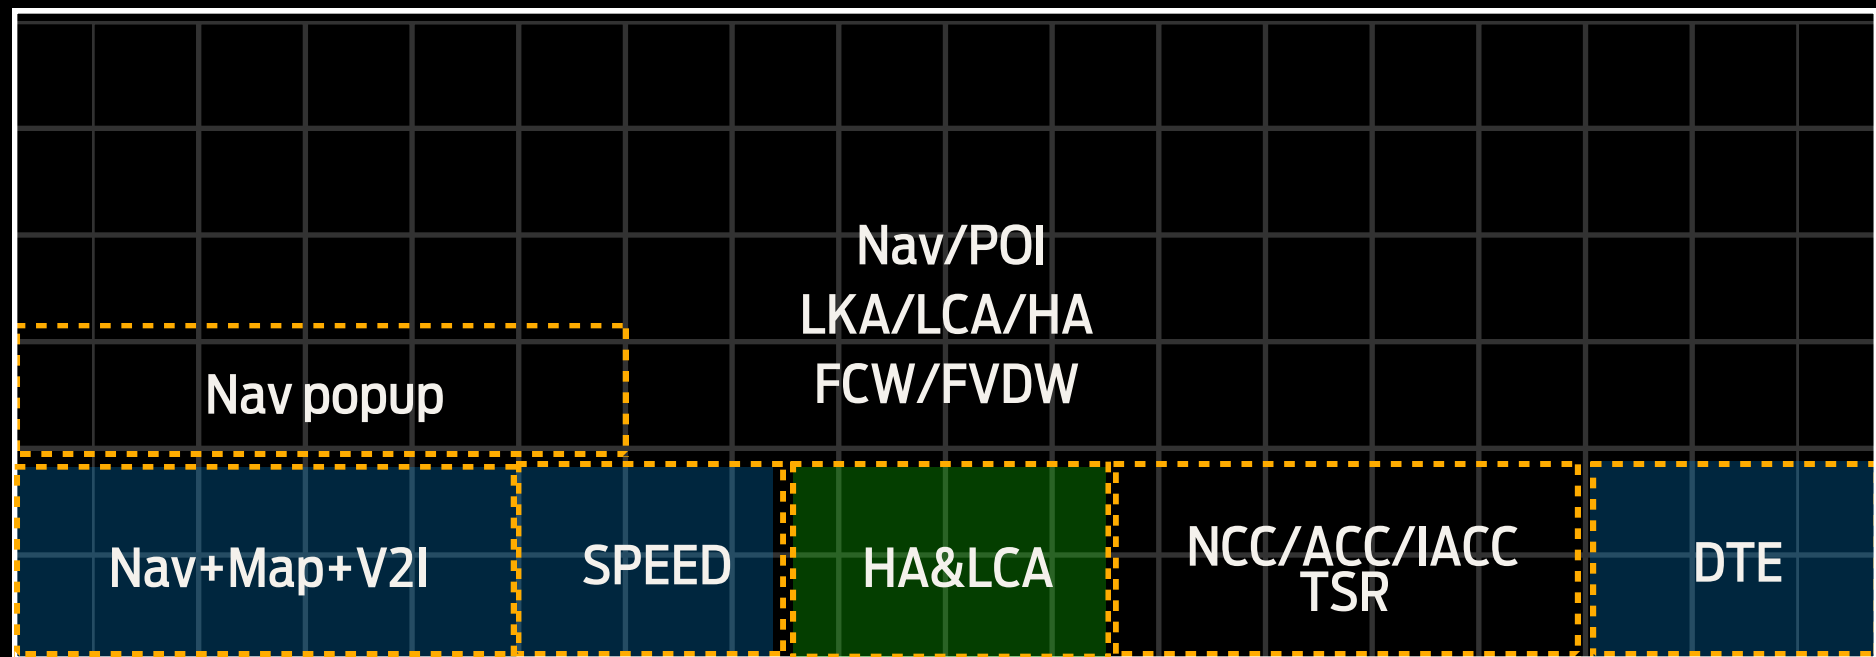 Nav/POI
LKA/LCA/HA
FCW/FVDW
Nav popup
Nav+Map+V2I
SPEED
HA&LCA
NCC/ACC/IACC
TSR
DTE